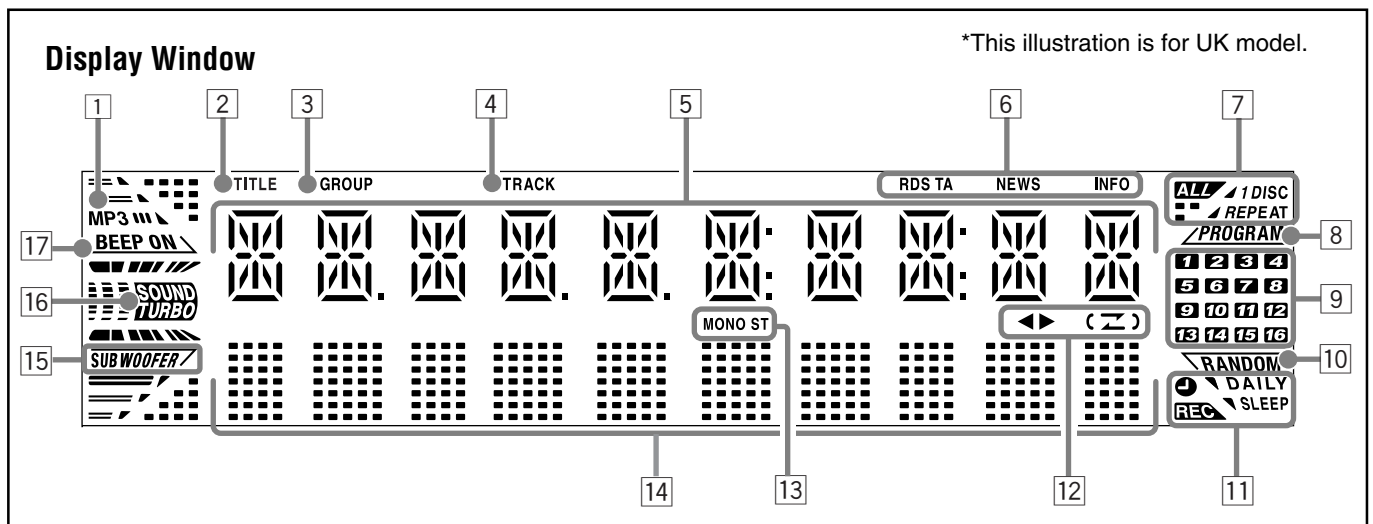 Display Window
*This illustration is for UK model.
1 2 3 4 5 6 7
TITLE GROUP TRACK RDS TA NEWS INFO
ALL 1 DISC
REPEAT
MP3
17 BEEP ON
PROGRAM 8
1 2 3 4
5 6 7 8
9 10 11 12
13 14 15 16
9
16 SOUND
TURBO
MONO ST
15 SUBWOOFER
RANDOM 10
DAILY
REC SLEEP
14 13 12 11